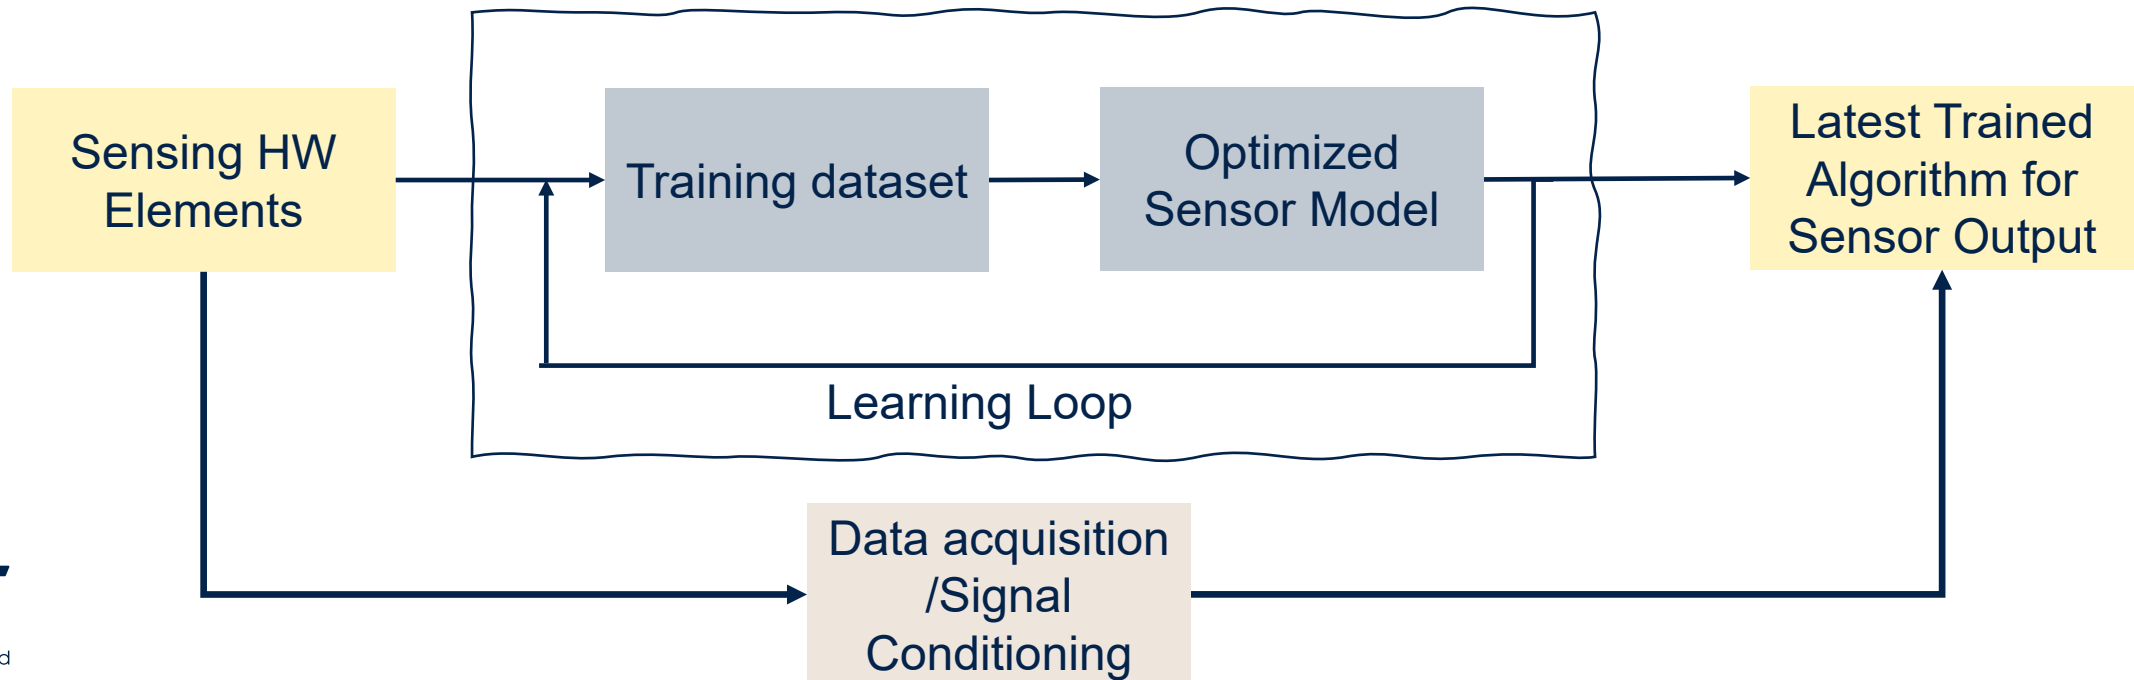 Sensing HW
Elements
Training dataset
Optimized
Sensor Model
Latest Trained
Algorithm for
Sensor Output
Learning Loop
Data acquisition
/Signal
Conditioning